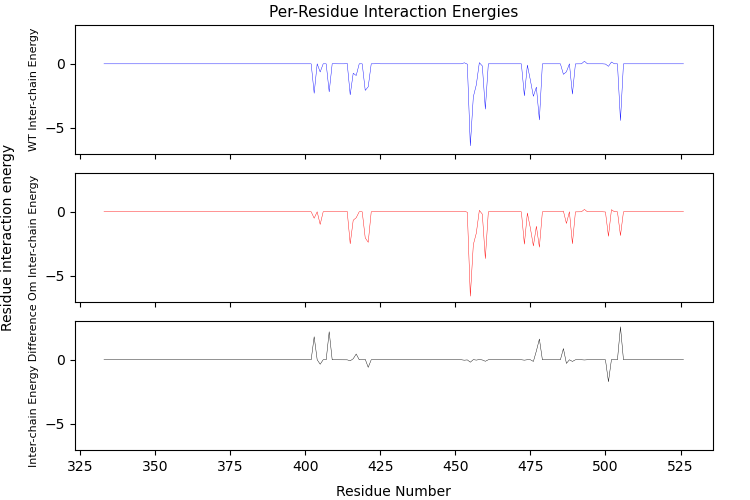 Per-Residue Interaction Energies
Residue interaction energy
WT Inter-chain Energy
0
−5
Om Inter-chain Energy
0
−5
Inter-chain Energy Difference
0
−5
325 350 375 400 425 450 475 500 525
Residue Number